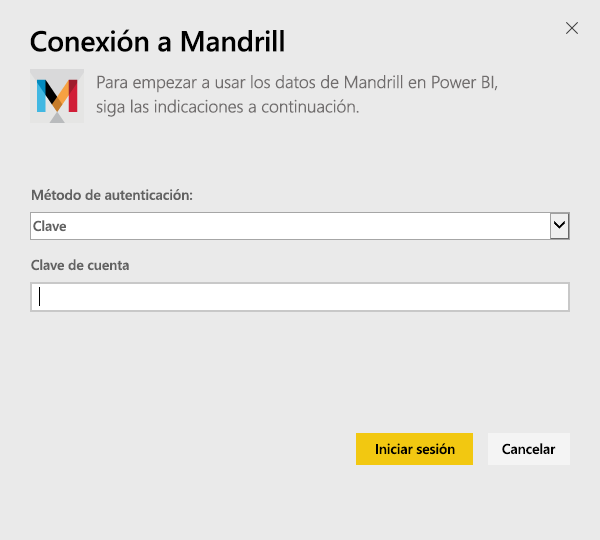 Conexión a Mandrill
Para empezar a usar los datos de Mandrill en Power BI,
siga las indicaciones a continuación.
Método de autenticación:
Clave
Clave de cuenta
Iniciar sesión
Cancelar